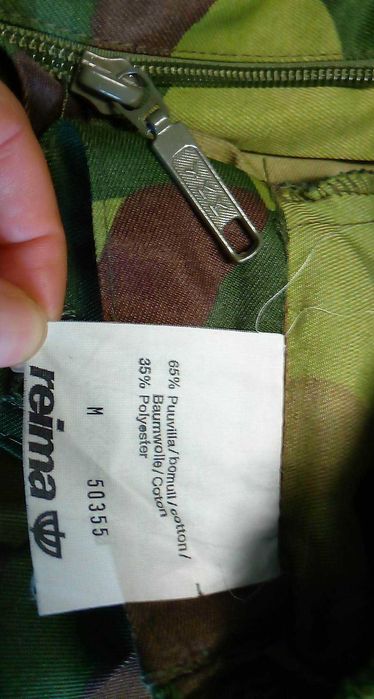 65% Puuvilla/bomull/cotton/
Baumwolle/Coton
35% Polyester
M 50355
reima